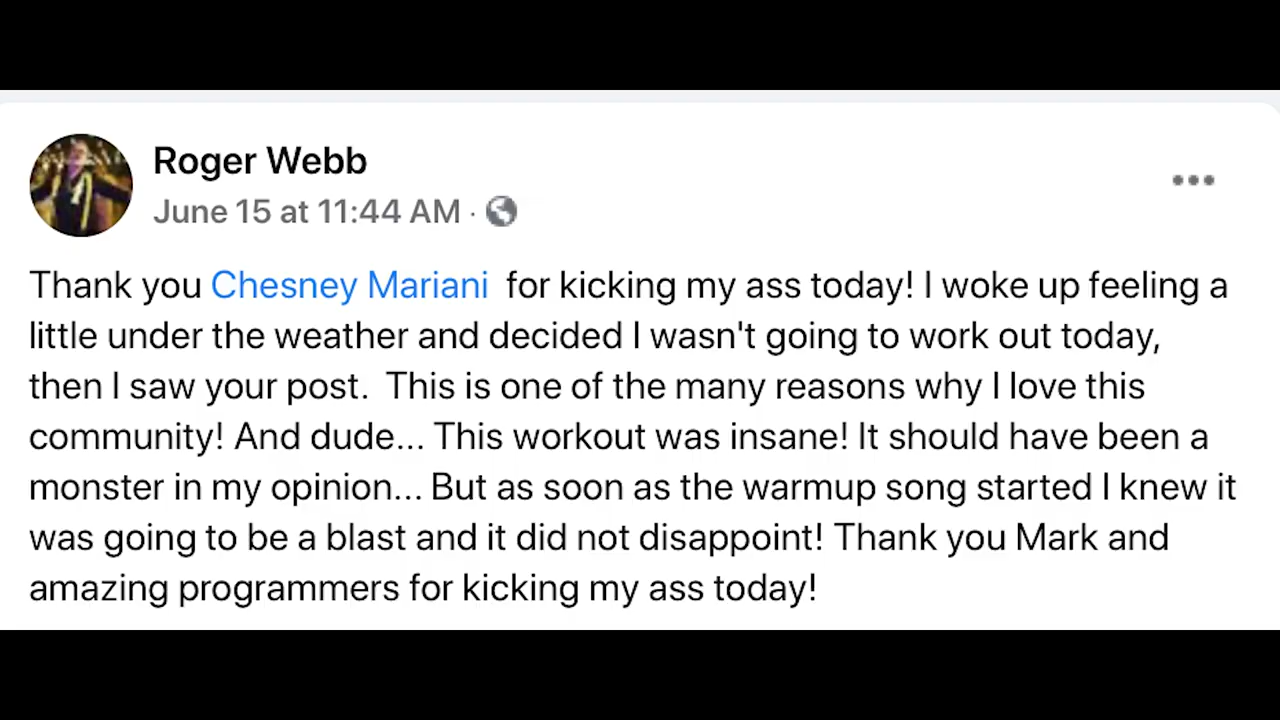 Roger Webb
June 15 at 11:44 AM ·
Thank you Chesney Mariani for kicking my ass today! I woke up feeling a
little under the weather and decided I wasn't going to work out today,
then I saw your post. This is one of the many reasons why I love this
community! And dude... This workout was insane! It should have been a
monster in my opinion... But as soon as the warmup song started I knew it
was going to be a blast and it did not disappoint! Thank you Mark and
amazing programmers for kicking my ass today!